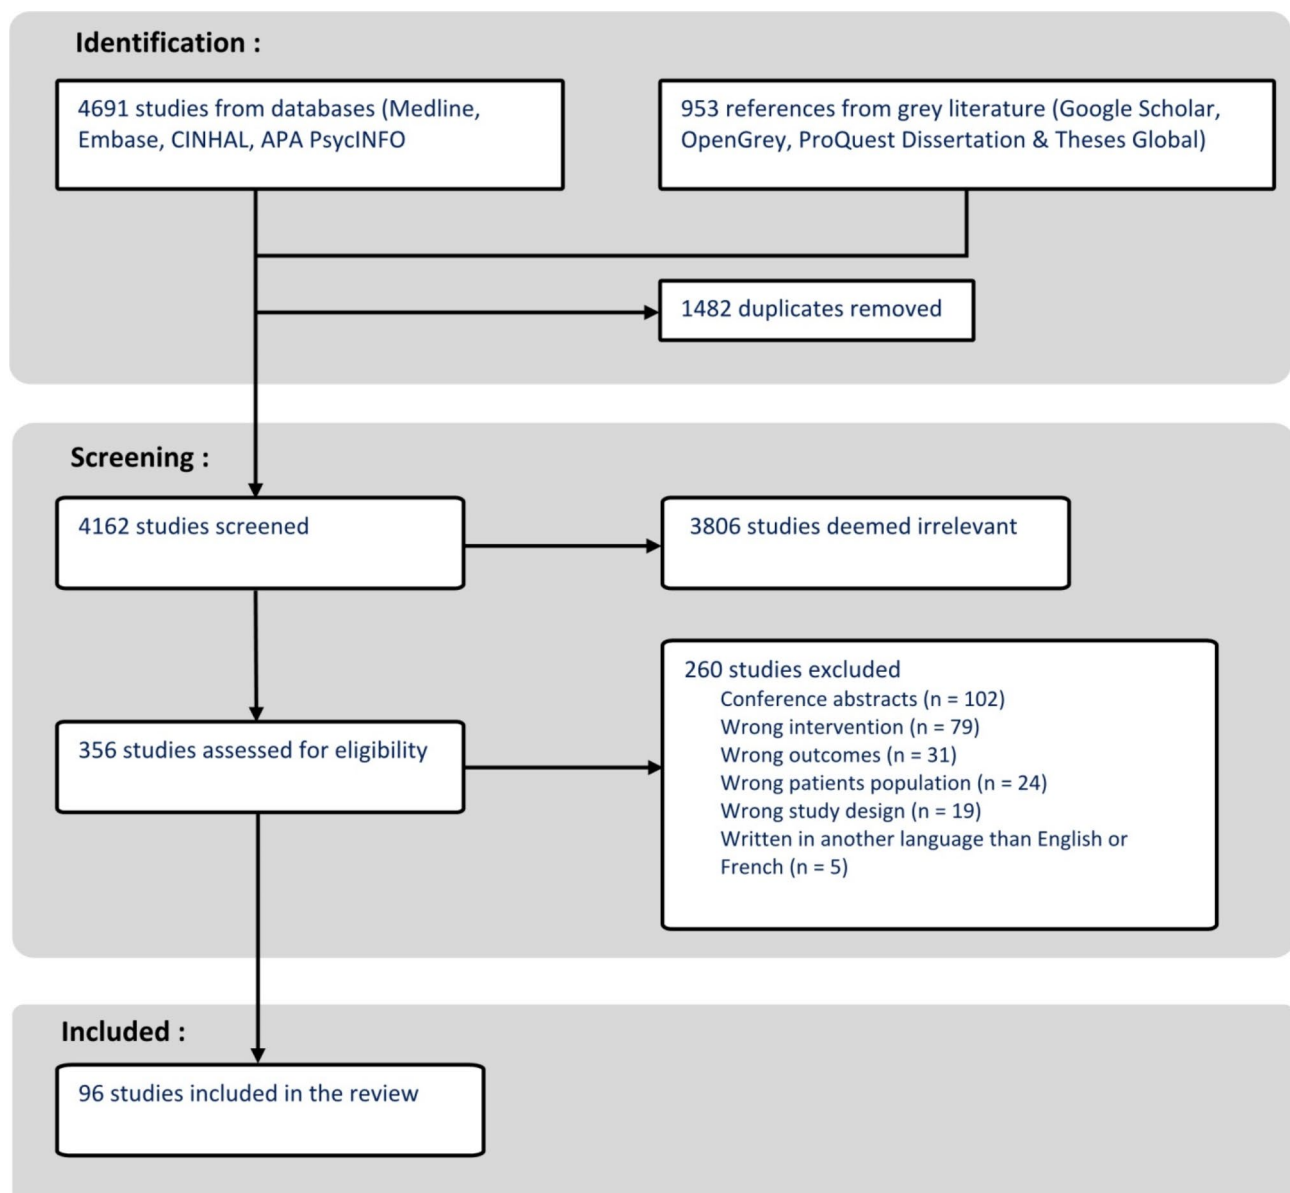 Identification :
4691 studies from databases (Medline,
Embase, CINHAL, APA PsycINFO
953 references from grey literature (Google Scholar,
OpenGrey, ProQuest Dissertation & Theses Global)
1482 duplicates removed
Screening :
4162 studies screened
3806 studies deemed irrelevant
356 studies assessed for eligibility
260 studies excluded
Conference abstracts (n = 102)
Wrong intervention (n = 79)
Wrong outcomes (n = 31)
Wrong patients population (n = 24)
Wrong study design (n = 19)
Written in another language than English or
French (n = 5)
Included :
96 studies included in the review